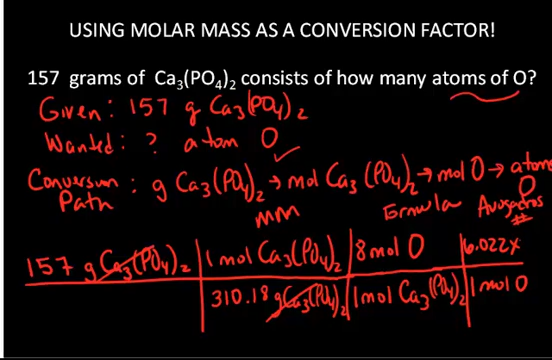 USING MOLAR MASS AS A CONVERSION FACTOR!
157 grams of Ca₃(PO₄)₂ consists of how many atoms of O?
Given: 157 g Ca₃(PO₄)₂
Wanted: ? atom O
Conversion Path: g Ca₃(PO₄)₂ → mol Ca₃(PO₄)₂ → mol O → atoms O
MM Formula Avogadros #
157 g Ca₃(PO₄)₂ | 1 mol Ca₃(PO₄)₂ | 8 mol O | 6.022x
310.18 g Ca₃(PO₄)₂ | 1 mol Ca₃(PO₄)₂ | 1 mol O